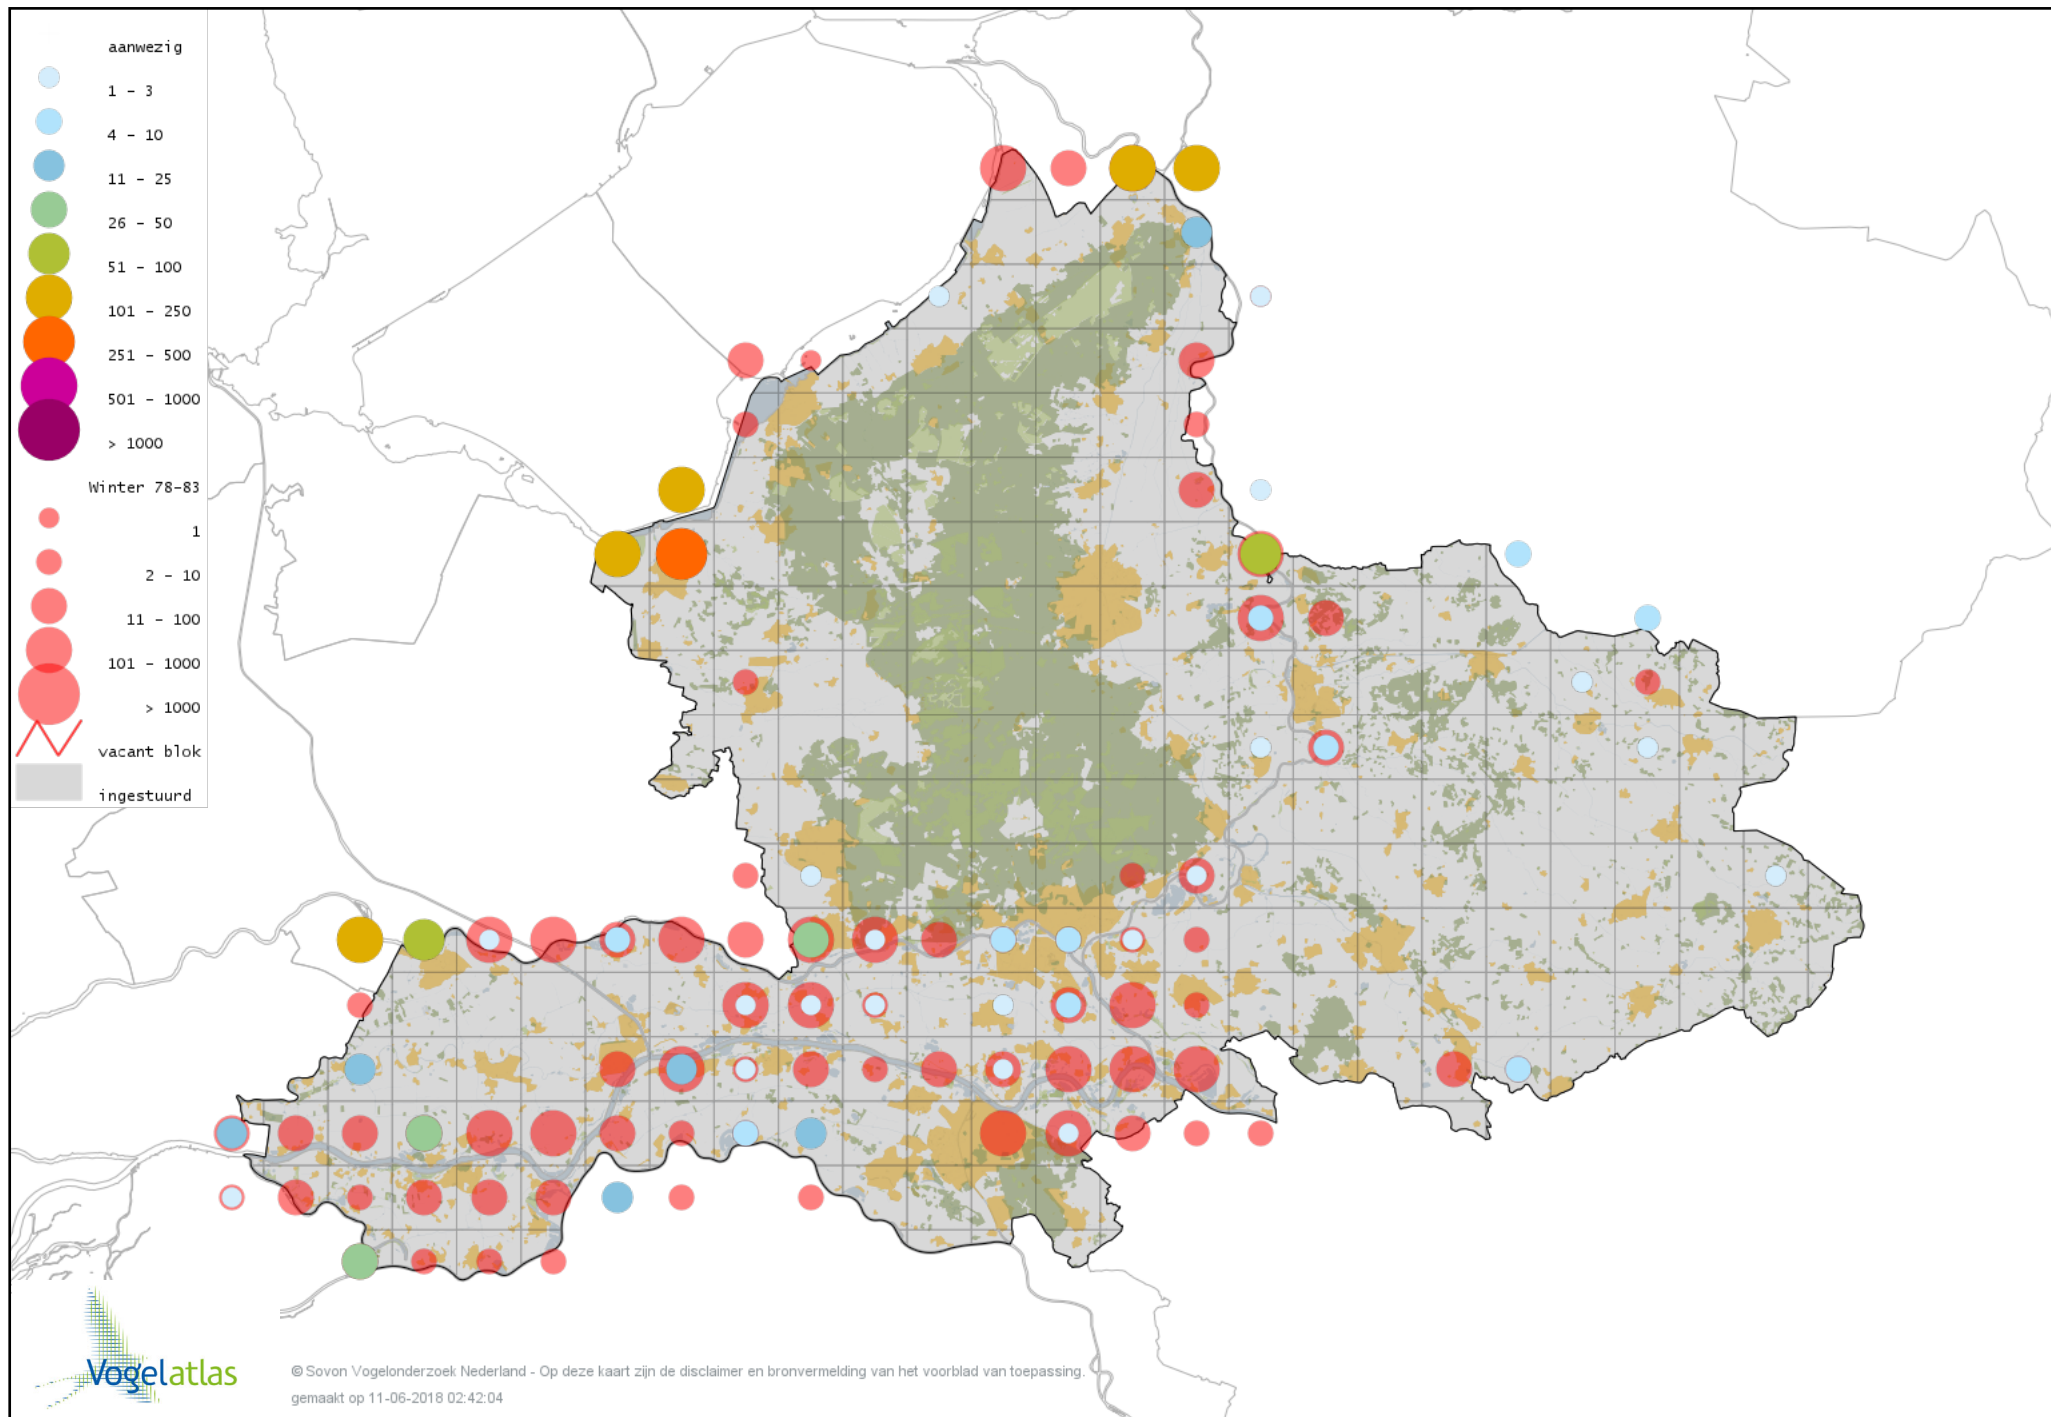 aanwezig
1 - 3
4 - 10
11 - 25
26 - 50
51 - 100
101 - 250
251 - 500
501 - 1000
> 1000
Winter 78-83
1
2 - 10
11 - 100
101 - 1000
> 1000
vacant blok
ingestuurd
Vogelatlas
© Sovon Vogelonderzoek Nederland - Op deze kaart zijn de disclaimer en bronvermelding van het voorblad van toepassing.
gemaakt op 11-06-2018 02:42:04